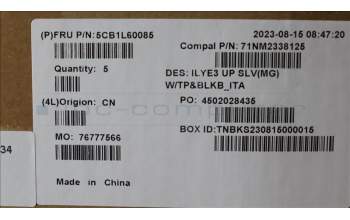 (P)FRU P/N:5CB1L60085
2023-08-15 08:47:20
Compal P/N: 71NM2338125
Quantity: 5
DES: ILYE3 UP SLV(MG)
W/TP&BLKB_ITA
(4L)Origion: CN
PO: 4502028435
MO: 76777566
BOX ID:TNBKS230815000015
34
Made in China